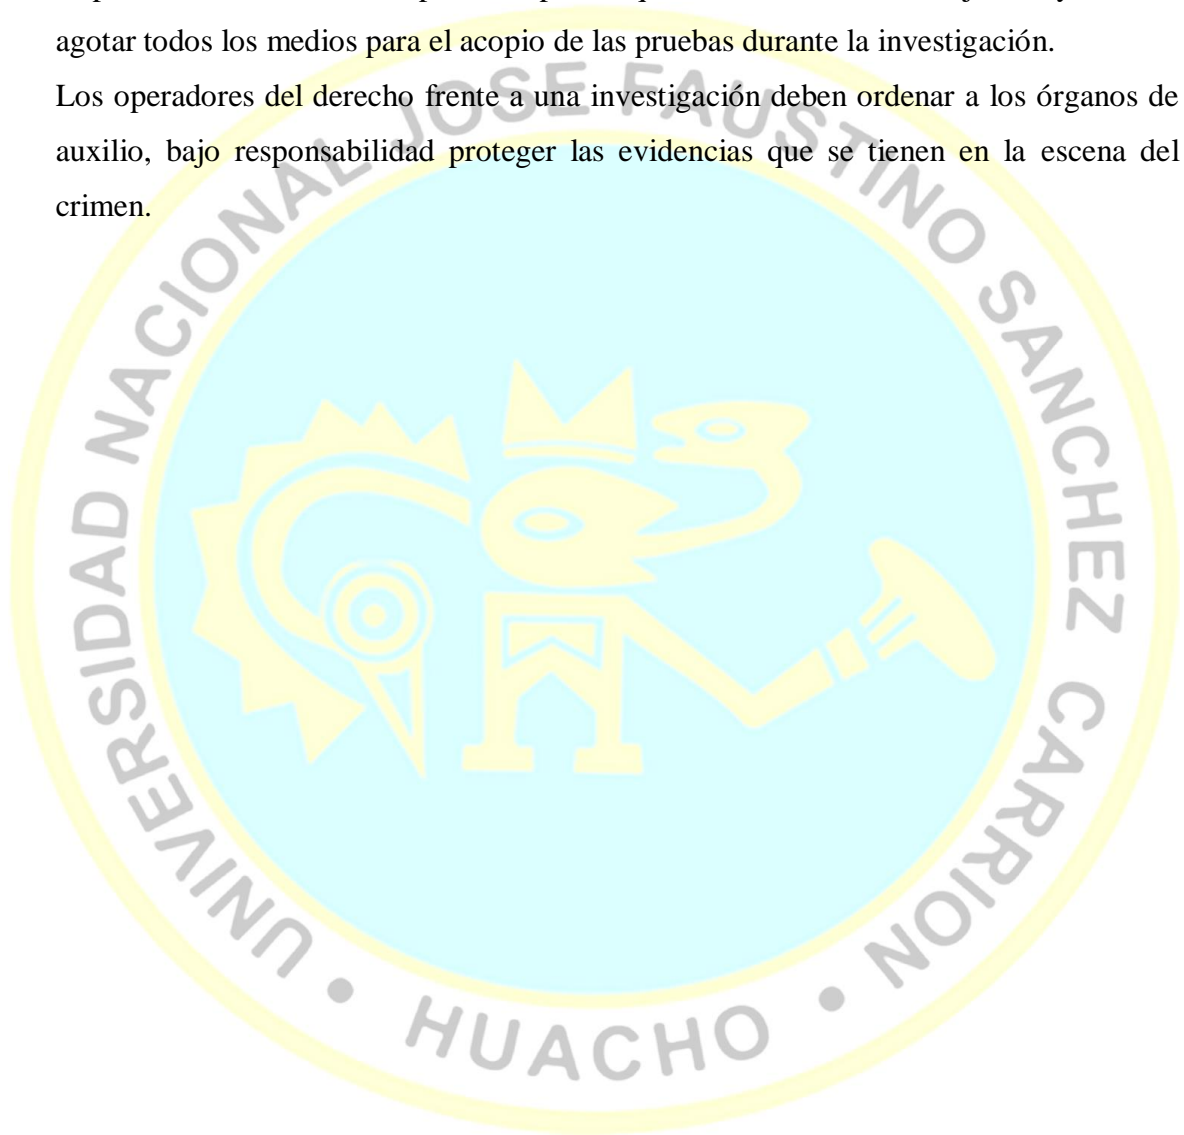 agotar todos los medios para el acopio de las pruebas durante la investigación.
Los operadores del derecho frente a una investigación deben ordenar a los órganos de
auxilio, bajo responsabilidad proteger las evidencias que se tienen en la escena del
crimen.
UNIVERSIDAD NACIONAL JOSE FAUSTINO SANCHEZ CARRION • HUACHO •